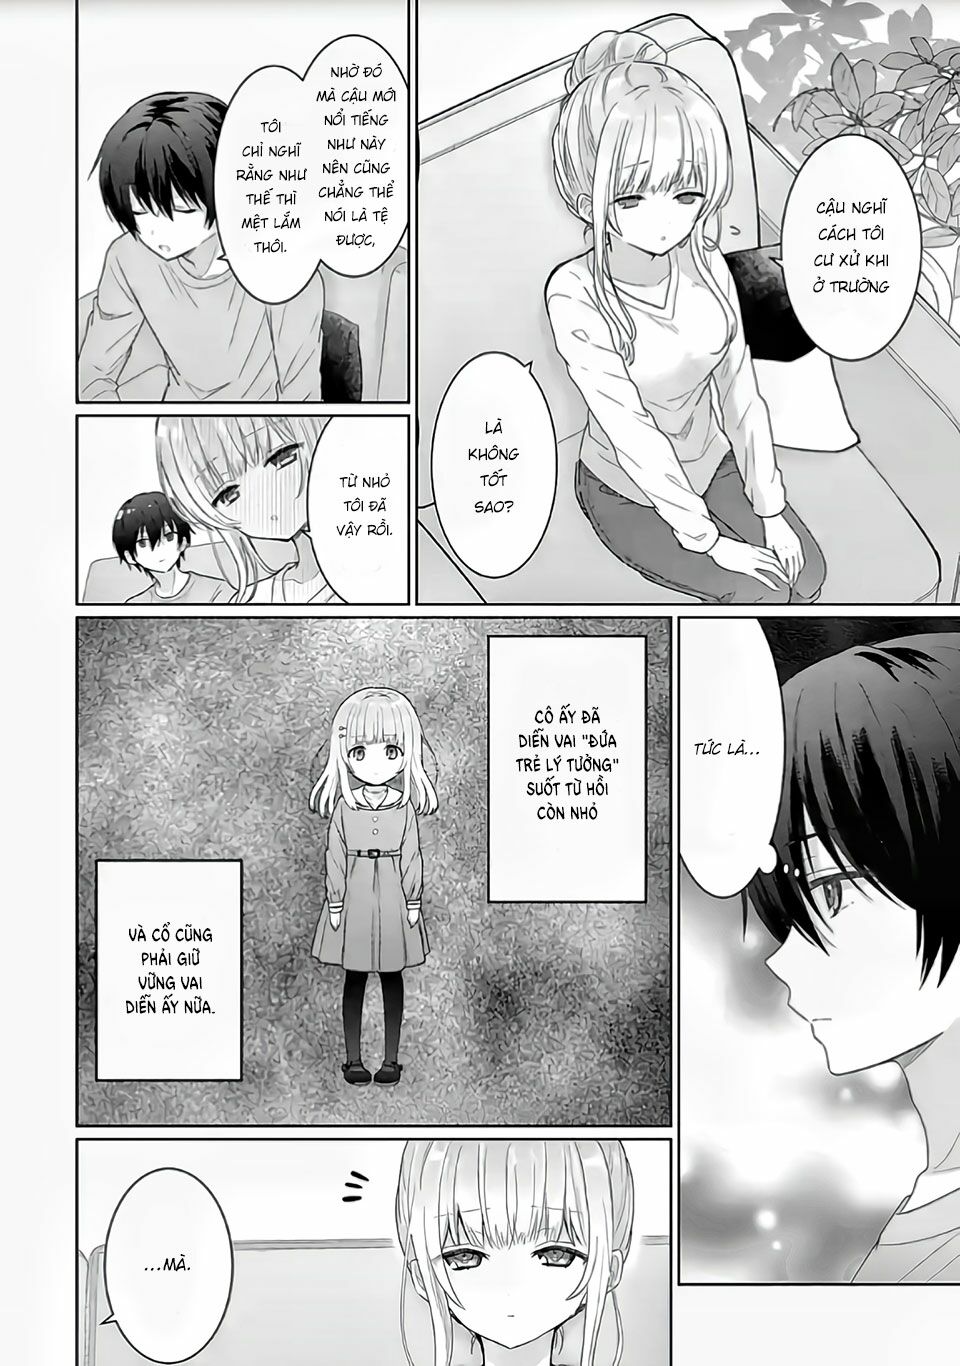 CẬU NGHĨ
CÁCH TÔI
CƯ XỬ KHI
Ở TRƯỜNG
LÀ
KHÔNG
TỐT
SAO?
NHỜ ĐÓ
MÀ CẬU MỚI
NỔI TIẾNG
NHƯ NÀY
NÊN CŨNG
CHẲNG THỂ
NÓI LÀ TỆ
ĐƯỢC,
TÔI
CHỈ NGHĨ
RẰNG NHƯ
THẾ THÌ
MỆT LẮM
THÔI.
TỪ NHỎ
TÔI ĐÃ
VẬY RỒI.
TỨC LÀ...
CÔ ẤY ĐÃ
DIỄN VAI "ĐỨA
TRẺ LÝ TƯỞNG"
SUỐT TỪ HỒI
CÒN NHỎ
VÀ CỔ CŨNG
PHẢI GIỮ
VỮNG VAI
DIỄN ẤY NỮA.
...MÀ.